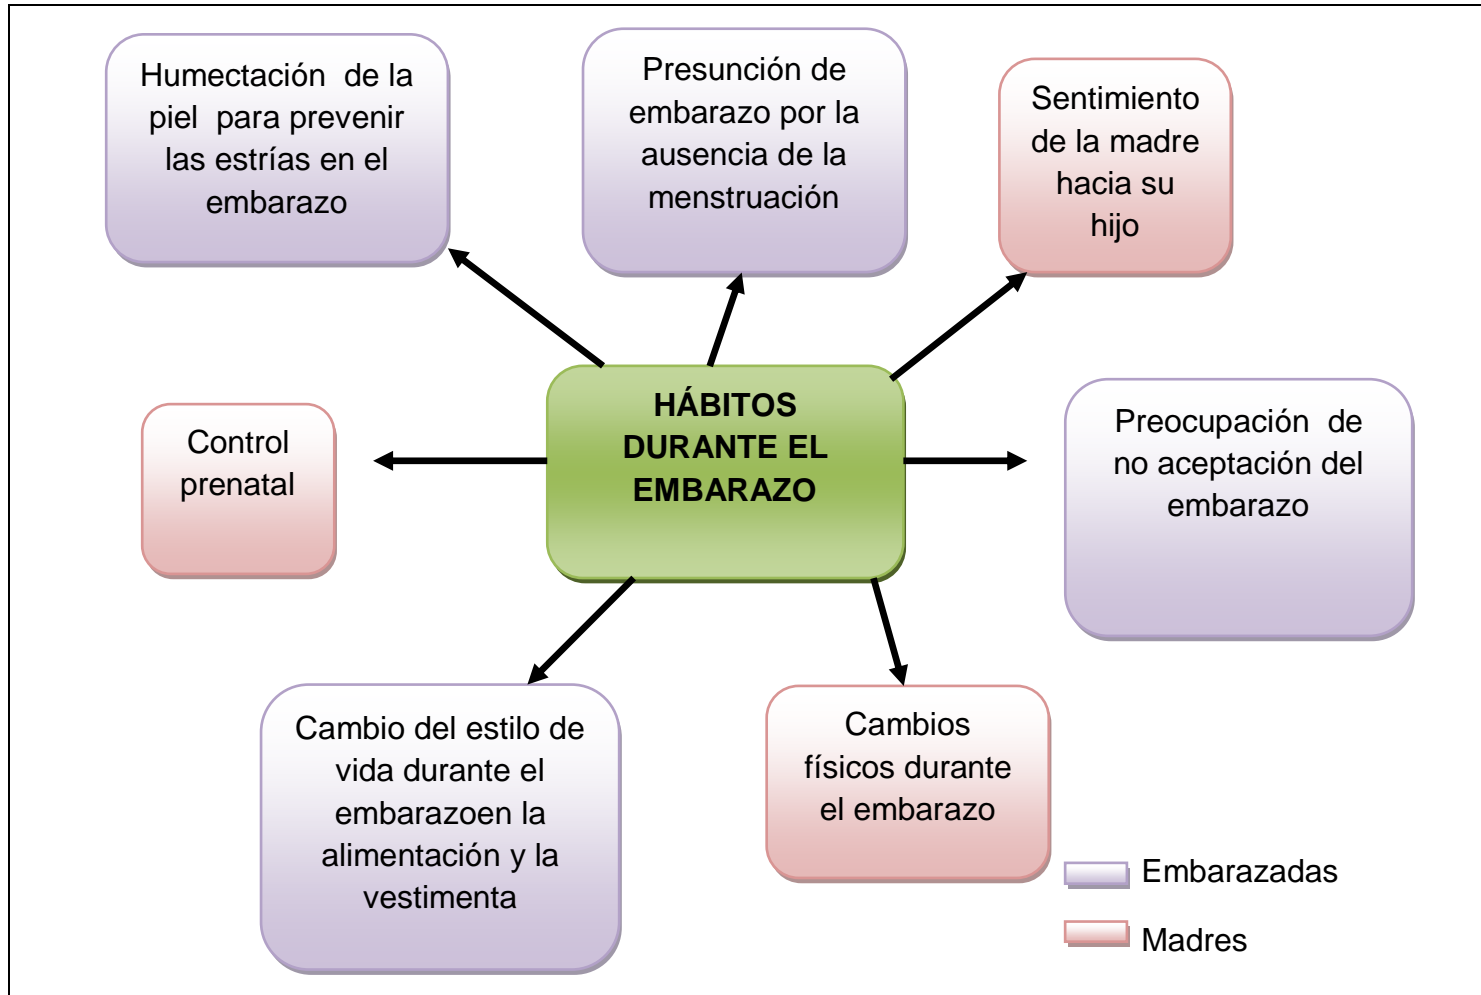 Humectación de la
piel para prevenir
las estrías en el
embarazo
Presunción de
embarazo por la
ausencia de la
menstruación
Sentimiento
de la madre
hacia su
hijo
HÁBITOS
DURANTE EL
EMBARAZO
Control
prenatal
Preocupación de
no aceptación del
embarazo
Cambio del estilo de
vida durante el
embarazoen la
alimentación y la
vestimenta
Cambios
físicos durante
el embarazo
Embarazadas
Madres